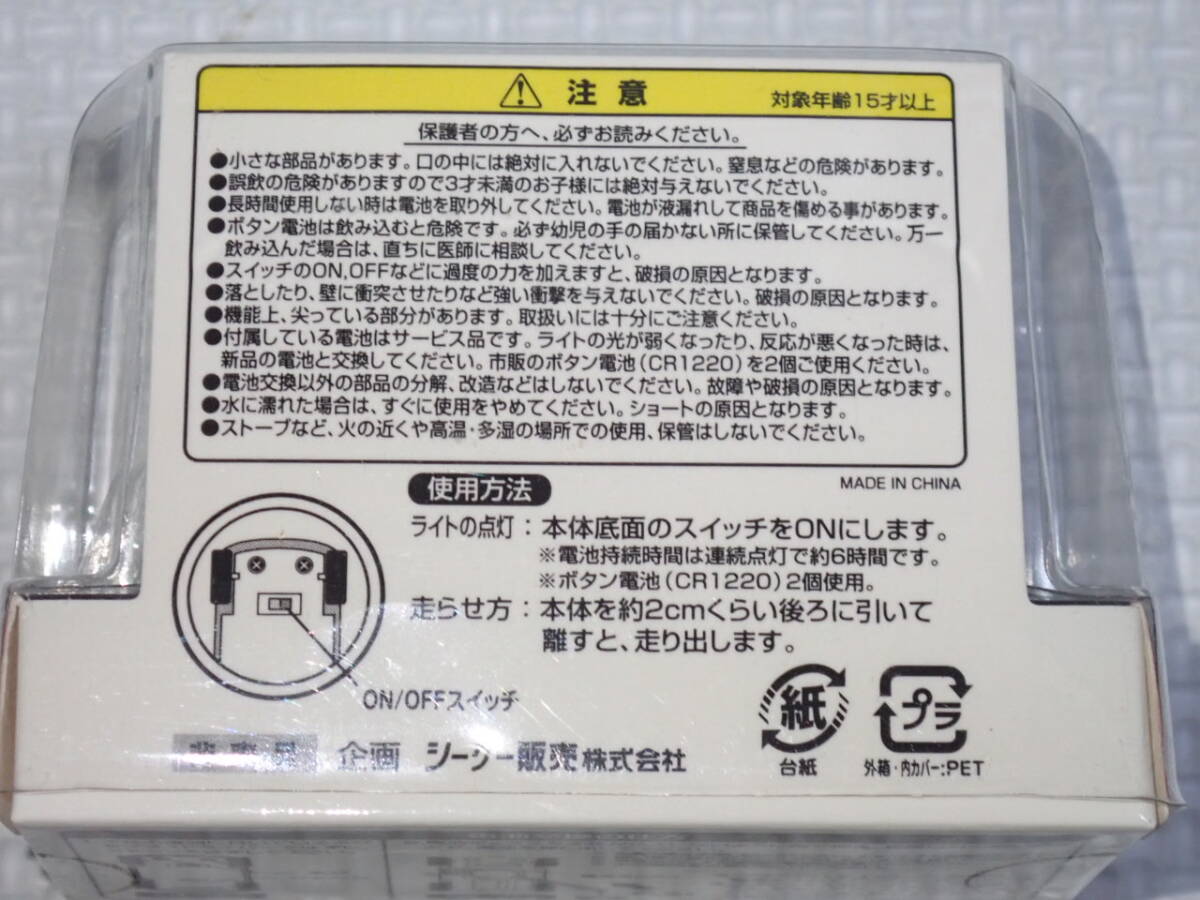 注意 対象年齢15才以上
保護者の方へ、必ずお読みください。
●小さな部品があります。口の中には絶対に入れないでください。窒息などの危険があります。
●誤飲の危険がありますので3才未満のお子様には絶対与えないでください。
●長時間使用しない時は電池を取り外してください。電池が液漏れして商品を傷める事があります。
●ボタン電池は飲み込むと危険です。必ず幼児の手の届かない所に保管してください。万一
飲み込んだ場合は、直ちに医師に相談してください。
●スイッチのON,OFFなどに過度の力を加えますと、破損の原因となります。
●落としたり、壁に衝突させたりなど強い衝撃を与えないでください。破損の原因となります。
●機能上、尖っている部分があります。取扱いには十分にご注意ください。
●付属している電池はサービス品です。ライトの光が弱くなったり、反応が悪くなった時は、
新品の電池と交換してください。市販のボタン電池(CR1220)を2個ご使用ください。
●電池交換以外の部品の分解、改造などはしないでください。故障や破損の原因となります。
●水に濡れた場合は、すぐに使用をやめてください。ショートの原因となります。
●ストーブなど、火の近くや高温・多湿の場所での使用、保管はしないでください。
MADE IN CHINA
使用方法
ライトの点灯：本体底面のスイッチをONにします。
※電池持続時間は連続点灯で約6時間です。
※ボタン電池(CR1220)2個使用。
走らせ方：本体を約2cmくらい後ろに引いて
離すと、走り出します。
ON/OFFスイッチ
紙
プラ
台紙
外箱・内カバー:PET
企画 シーシー販売株式会社